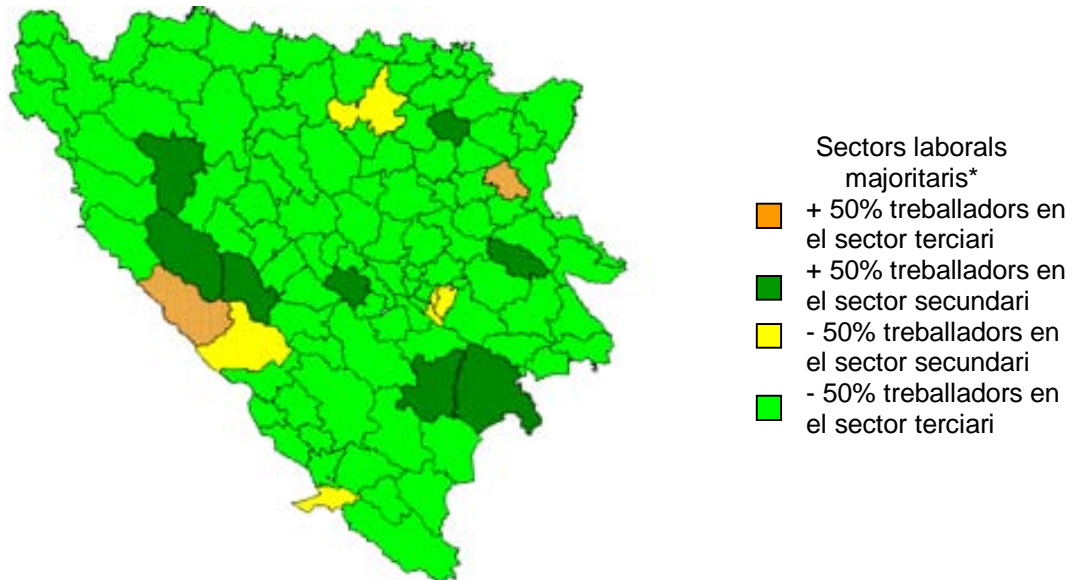 Sectors laborals
majoritaris*
+ 50% treballadors en
el sector terciari
+ 50% treballadors en
el sector secundari
- 50% treballadors en
el sector secundari
- 50% treballadors en
el sector terciari